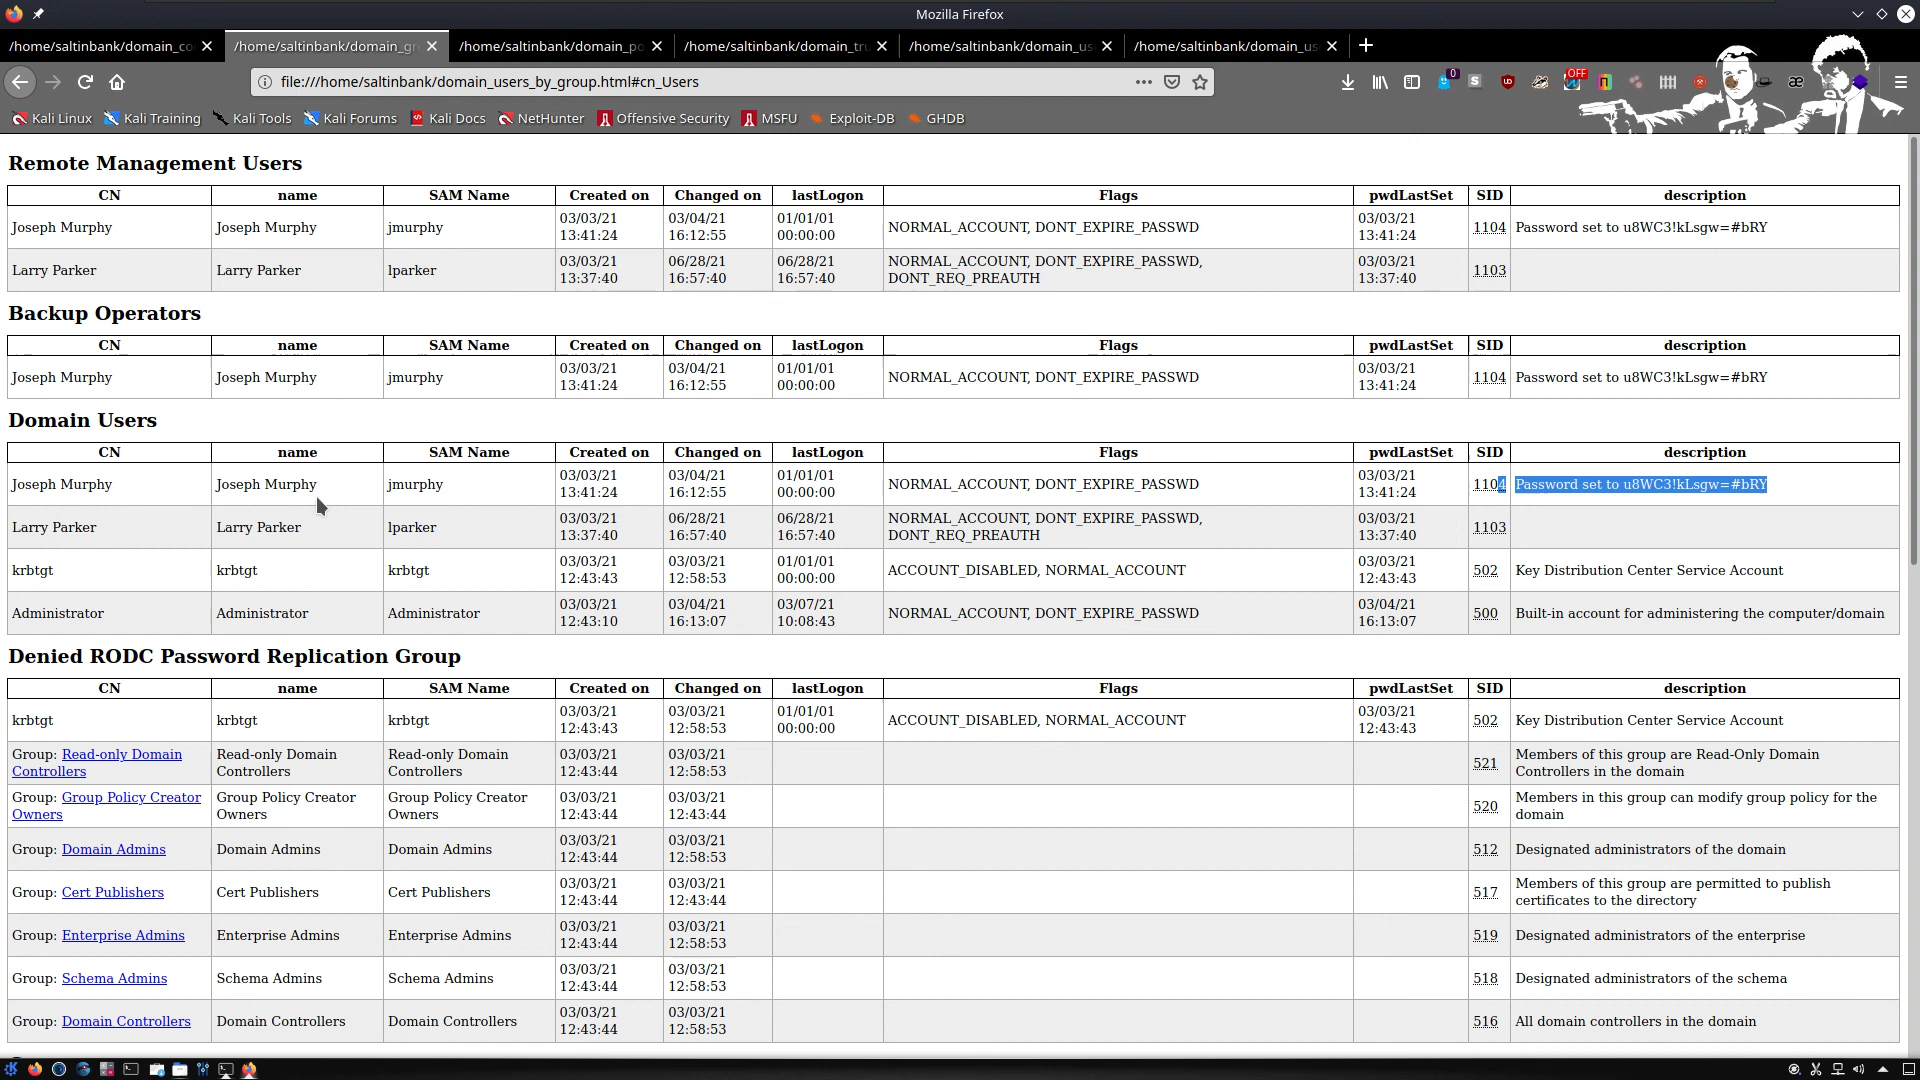 Mozilla Firefox
/home/saltinbank/domain_co
/home/saltinbank/domain_gr
/home/saltinbank/domain_po
/home/saltinbank/domain_tru
/home/saltinbank/domain_us
/home/saltinbank/domain_us
file:///home/saltinbank/domain_users_by_group.html#cn_Users
0
OFF
Kali Linux Kali Training Kali Tools Kali Forums Kali Docs NetHunter Offensive Security MSFU Exploit-DB GHDB
Remote Management Users
CN name SAM Name Created on Changed on lastLogon Flags pwdLastSet SID description
Joseph Murphy Joseph Murphy jmurphy 03/03/21 13:41:24 03/04/21 16:12:55 01/01/01 00:00:00 NORMAL_ACCOUNT, DONT_EXPIRE_PASSWD 03/03/21 13:41:24 1104 Password set to u8WC3!kLsgw=#bRY
Larry Parker Larry Parker lparker 03/03/21 13:37:40 06/28/21 16:57:40 06/28/21 16:57:40 NORMAL_ACCOUNT, DONT_EXPIRE_PASSWD, DONT_REQ_PREAUTH 03/03/21 13:37:40 1103
Backup Operators
CN name SAM Name Created on Changed on lastLogon Flags pwdLastSet SID description
Joseph Murphy Joseph Murphy jmurphy 03/03/21 13:41:24 03/04/21 16:12:55 01/01/01 00:00:00 NORMAL_ACCOUNT, DONT_EXPIRE_PASSWD 03/03/21 13:41:24 1104 Password set to u8WC3!kLsgw=#bRY
Domain Users
CN name SAM Name Created on Changed on lastLogon Flags pwdLastSet SID description
Joseph Murphy Joseph Murphy jmurphy 03/03/21 13:41:24 03/04/21 16:12:55 01/01/01 00:00:00 NORMAL_ACCOUNT, DONT_EXPIRE_PASSWD 03/03/21 13:41:24 1104 Password set to u8WC3!kLsgw=#bRY
Larry Parker Larry Parker lparker 03/03/21 13:37:40 06/28/21 16:57:40 06/28/21 16:57:40 NORMAL_ACCOUNT, DONT_EXPIRE_PASSWD, DONT_REQ_PREAUTH 03/03/21 13:37:40 1103
krbtgt krbtgt krbtgt 03/03/21 12:43:43 03/03/21 12:58:53 01/01/01 00:00:00 ACCOUNT_DISABLED, NORMAL_ACCOUNT 03/03/21 12:43:43 502 Key Distribution Center Service Account
Administrator Administrator Administrator 03/03/21 12:43:10 03/04/21 16:13:07 03/07/21 10:08:43 NORMAL_ACCOUNT, DONT_EXPIRE_PASSWD 03/04/21 16:13:07 500 Built-in account for administering the computer/domain
Denied RODC Password Replication Group
CN name SAM Name Created on Changed on lastLogon Flags pwdLastSet SID description
krbtgt krbtgt krbtgt 03/03/21 12:43:43 03/03/21 12:58:53 01/01/01 00:00:00 ACCOUNT_DISABLED, NORMAL_ACCOUNT 03/03/21 12:43:43 502 Key Distribution Center Service Account
Group: Read-only Domain Controllers Read-only Domain Controllers Read-only Domain Controllers 03/03/21 12:43:44 03/03/21 12:58:53 521 Members of this group are Read-Only Domain Controllers in the domain
Group: Group Policy Creator Owners Group Policy Creator Owners Group Policy Creator Owners 03/03/21 12:43:44 03/03/21 12:43:44 520 Members in this group can modify group policy for the domain
Group: Domain Admins Domain Admins Domain Admins 03/03/21 12:43:44 03/03/21 12:58:53 512 Designated administrators of the domain
Group: Cert Publishers Cert Publishers Cert Publishers 03/03/21 12:43:44 03/03/21 12:43:44 517 Members of this group are permitted to publish certificates to the directory
Group: Enterprise Admins Enterprise Admins Enterprise Admins 03/03/21 12:43:44 03/03/21 12:58:53 519 Designated administrators of the enterprise
Group: Schema Admins Schema Admins Schema Admins 03/03/21 12:43:44 03/03/21 12:58:53 518 Designated administrators of the schema
Group: Domain Controllers Domain Controllers Domain Controllers 03/03/21 12:43:44 03/03/21 12:58:53 516 All domain controllers in the domain